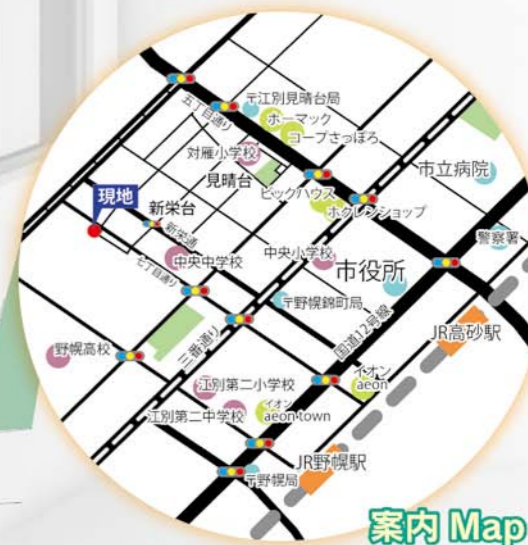 五丁目通り
〒江別見晴台局
ホーマック
コープさっぽろ
対雁小学校
見晴台
ビックハウス
市立病院
現地
新栄台
新栄通
ホクレンショップ
中央中学校
中央小学校
警察署
七丁目通り
市役所
〒野幌錦町局
国道12号線
JR高砂駅
三番通り
野幌高校
イオン
aeon
江別第二小学校
江別第二中学校
イオン
aeon town
JR野幌駅
〒野幌局
案内 Map